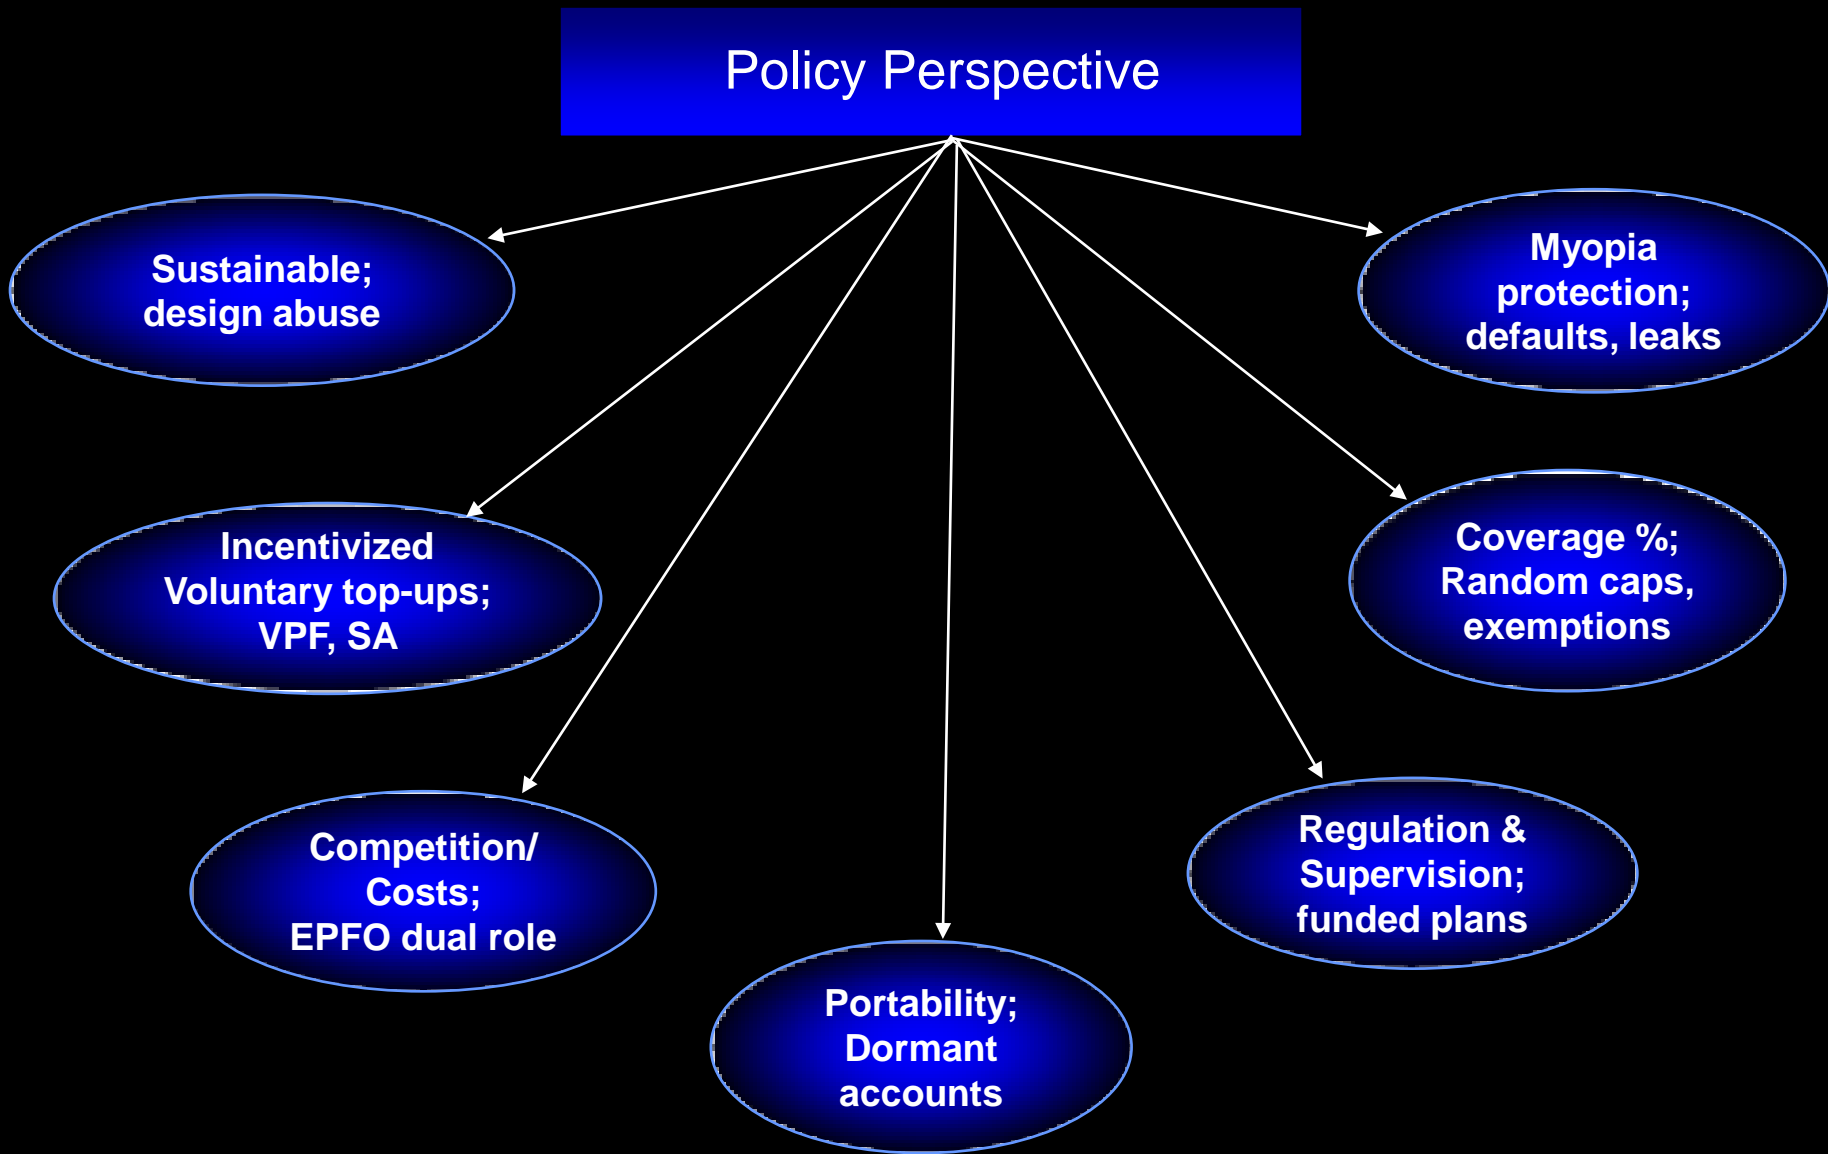 Policy Perspective
Sustainable;
design abuse
Myopia
protection;
defaults, leaks
Incentivized
Voluntary top-ups;
VPF, SA
Coverage %;
Random caps,
exemptions
Competition/
Costs;
EPFO dual role
Regulation &
Supervision;
funded plans
Portability;
Dormant
accounts